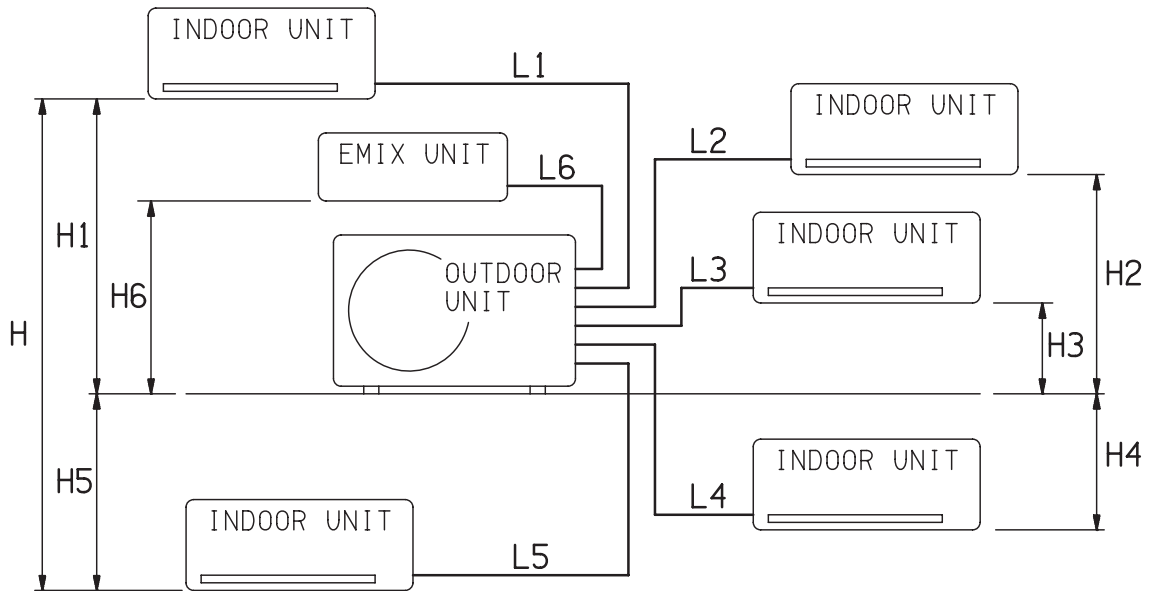 INDOOR UNIT
L1
INDOOR UNIT
L2
EMIX UNIT
L6
H1
INDOOR UNIT
H6
OUTDOOR
UNIT
L3
H2
H
H3
H5
INDOOR UNIT
H4
L4
INDOOR UNIT
L5